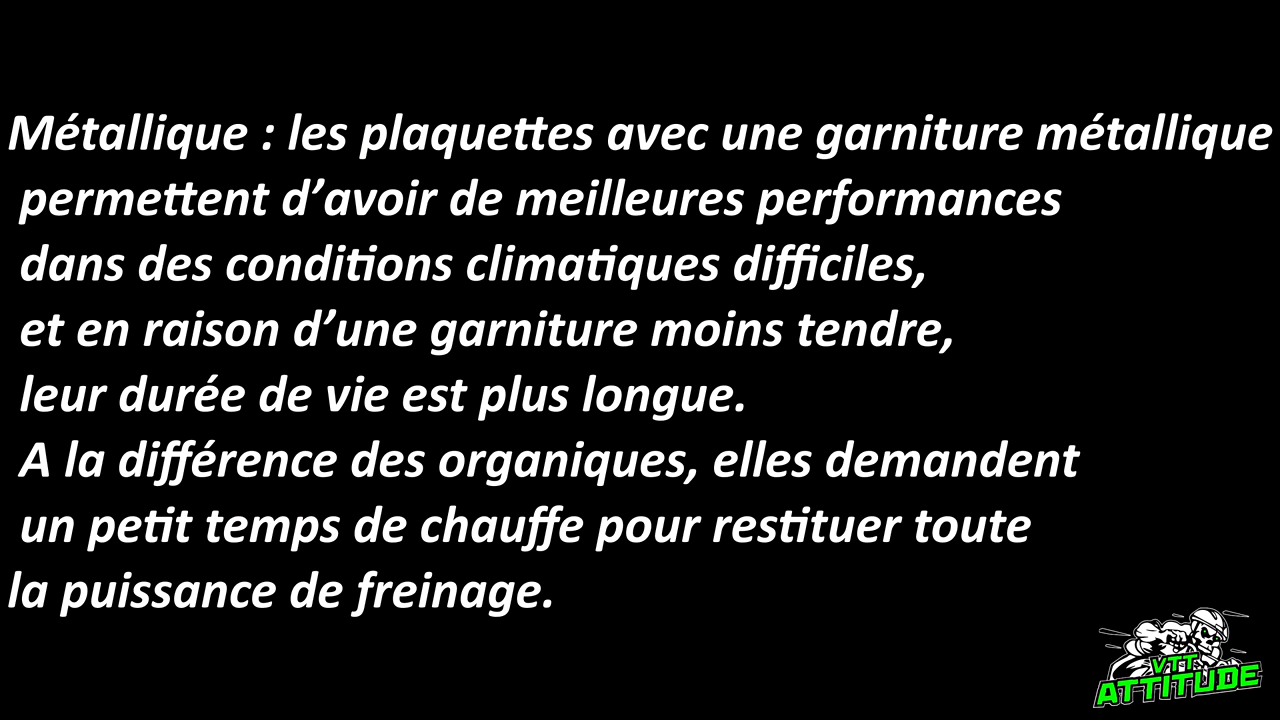 Métallique : les plaquettes avec une garniture métallique
permettent d’avoir de meilleures performances
dans des conditions climatiques difficiles,
et en raison d’une garniture moins tendre,
leur durée de vie est plus longue.
A la différence des organiques, elles demandent
un petit temps de chauffe pour restituer toute
la puissance de freinage.
VTT
ATTITUDE